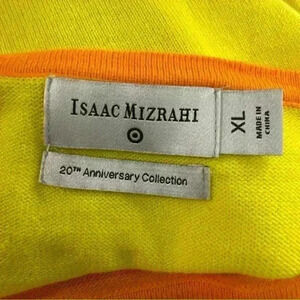 ISAAC MIZRAHI
20TH Anniversary Collection
XL
MADE IN
CHINA